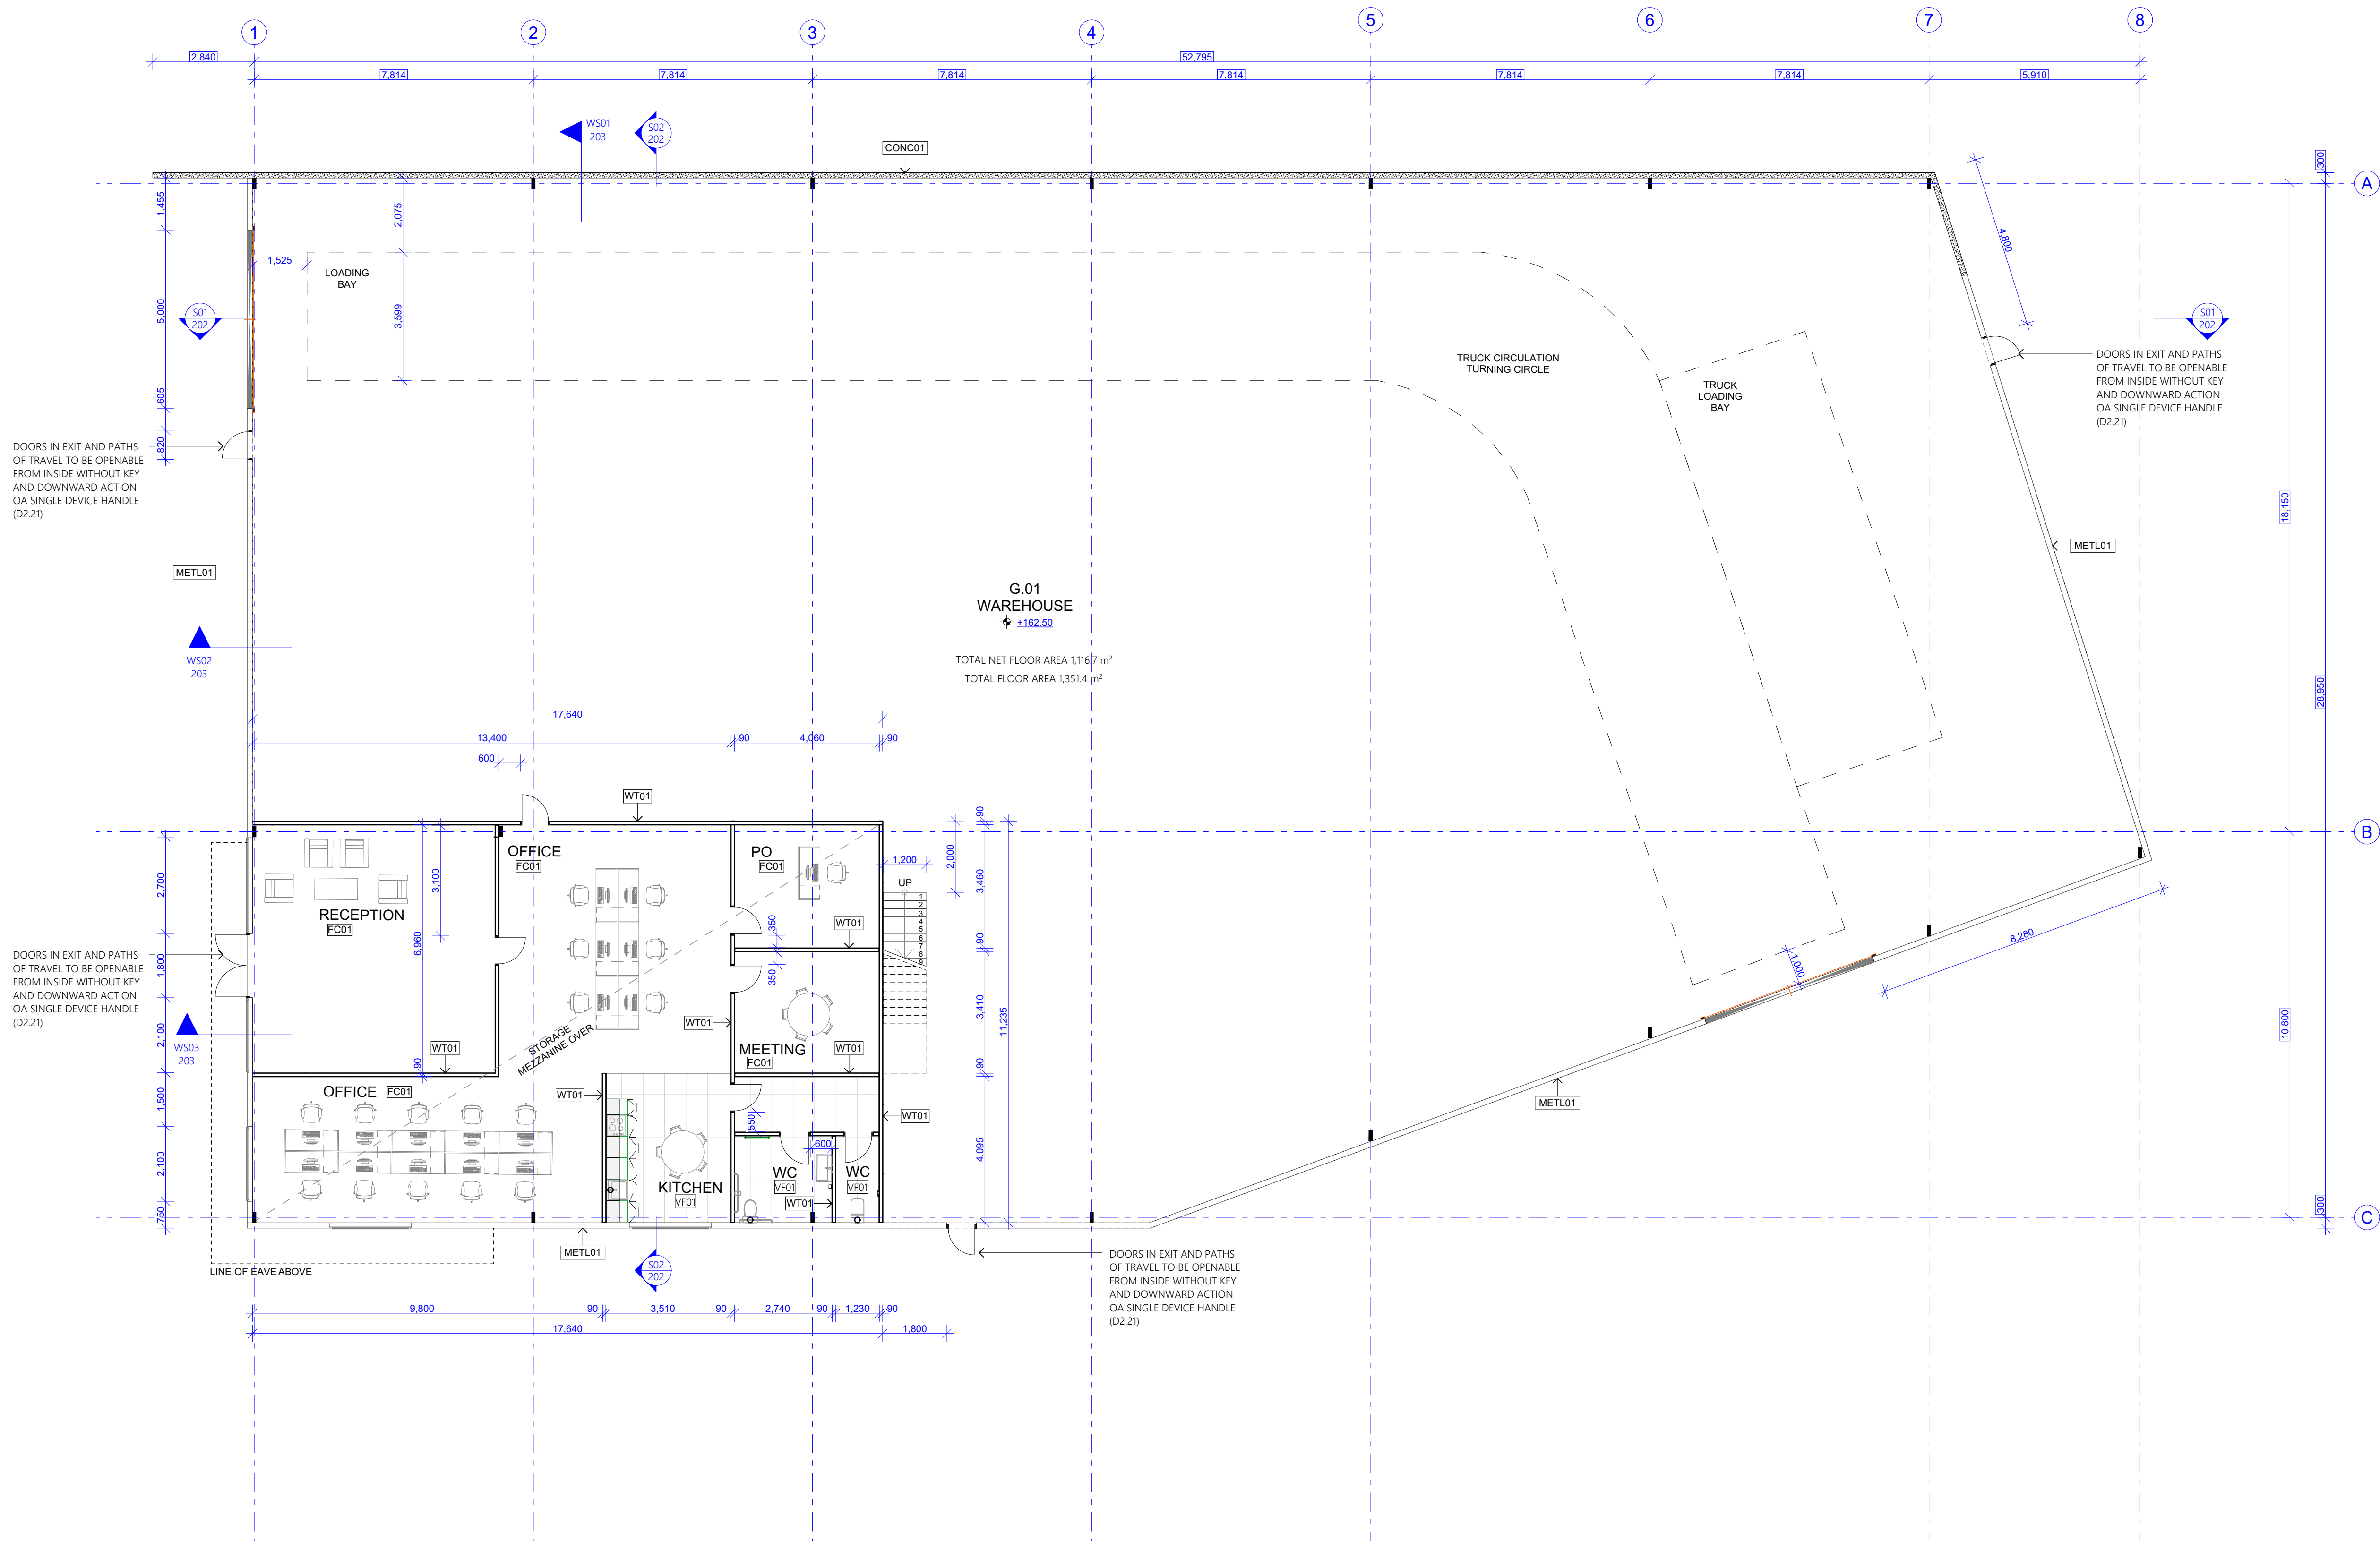 1
2
3
4
5
6
7
8
2,840
52,795
7,814
7,814
7,814
7,814
7,814
7,814
5,910
WS01
203
S02
202
CONC01
300
A
1,455
2,075
4,800
1,525
LOADING
BAY
5,000
3,599
S01
202
S01
202
TRUCK CIRCULATION
TURNING CIRCLE
DOORS IN EXIT AND PATHS
OF TRAVEL TO BE OPENABLE
FROM INSIDE WITHOUT KEY
AND DOWNWARD ACTION
OA SINGLE DEVICE HANDLE
(D2.21)
TRUCK
LOADING
BAY
605
820
DOORS IN EXIT AND PATHS
OF TRAVEL TO BE OPENABLE
FROM INSIDE WITHOUT KEY
AND DOWNWARD ACTION
OA SINGLE DEVICE HANDLE
(D2.21)
18,150
METL01
METL01
G.01
WAREHOUSE
+162.50
TOTAL NET FLOOR AREA 1,116.7 m²
TOTAL FLOOR AREA 1,351.4 m²
WS02
203
28,950
17,640
13,400
90
4,060
90
600
WT01
90
B
OFFICE
FC01
PO
FC01
1,200
2,000
2,700
3,100
3,460
UP
1
2
3
4
5
6
7
8
9
RECEPTION
FC01
350
WT01
6,960
90
8,280
DOORS IN EXIT AND PATHS
OF TRAVEL TO BE OPENABLE
FROM INSIDE WITHOUT KEY
AND DOWNWARD ACTION
OA SINGLE DEVICE HANDLE
(D2.21)
1,800
350
1,000
3,410
11,235
10,800
WS03
203
2,100
WT01
STORAGE
MEZZANINE OVER
WT01
MEETING
FC01
WT01
90
90
OFFICE
FC01
WT01
METL01
1,500
550
WT01
600
4,095
2,100
KITCHEN
VF01
WC
VF01
WC
VF01
WT01
750
300
C
METL01
S02
202
LINE OF EAVE ABOVE
DOORS IN EXIT AND PATHS
OF TRAVEL TO BE OPENABLE
FROM INSIDE WITHOUT KEY
AND DOWNWARD ACTION
OA SINGLE DEVICE HANDLE
(D2.21)
9,800
90
3,510
90
2,740
90
1,230
90
17,640
1,800